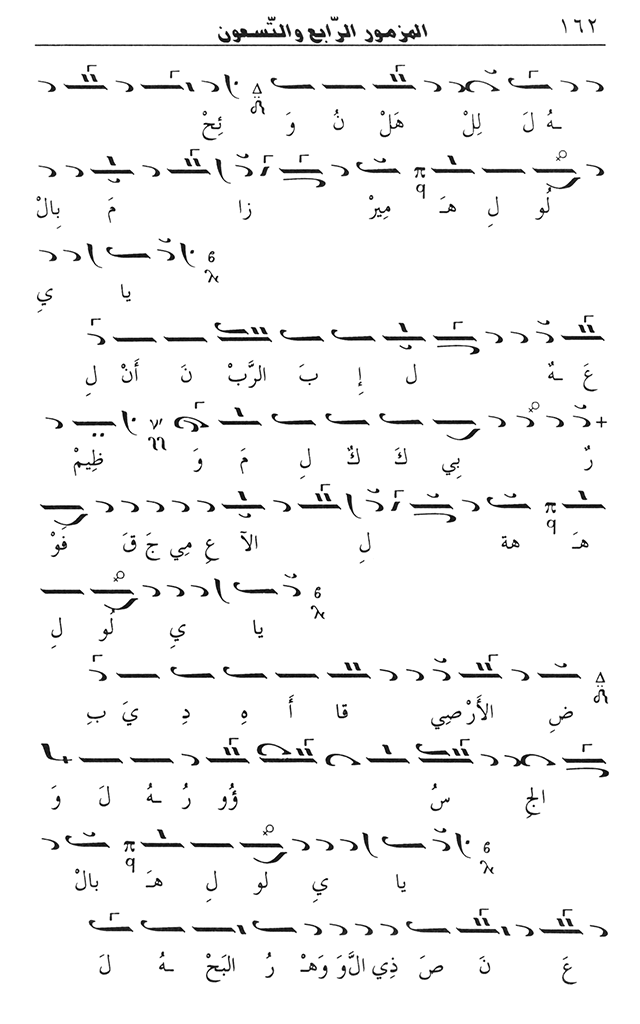 ١٦٢ المزمور الرّابع والتّسعون
ئِحْ وَ نُ هَلْ لِلْ لَ ـهُ
بِالْ مَ زا مِيرْ هَـ لِ لُو
يِ يا
لِ أَنْ نَ الرَّبْ بَ إِ ل ـهٌ عَ
ظِيمْ وَ مَ لِ كٌ كَ بِي رٌ
فَوْ قَ جَ مِي عِ الآ لِ هة هَـ
لِ لُو يِ يا
بِ يَ دِ هِ أَ قا صِي الأَرْ ضِ
وَ لَ ـهُ رُ ؤُو سُ الجِ
بالْ هَـ لِ لو يِ يا
لَ ـهُ البَحْ رُ وَهْـ وَ الَّ ذِي صَ نَ عَ